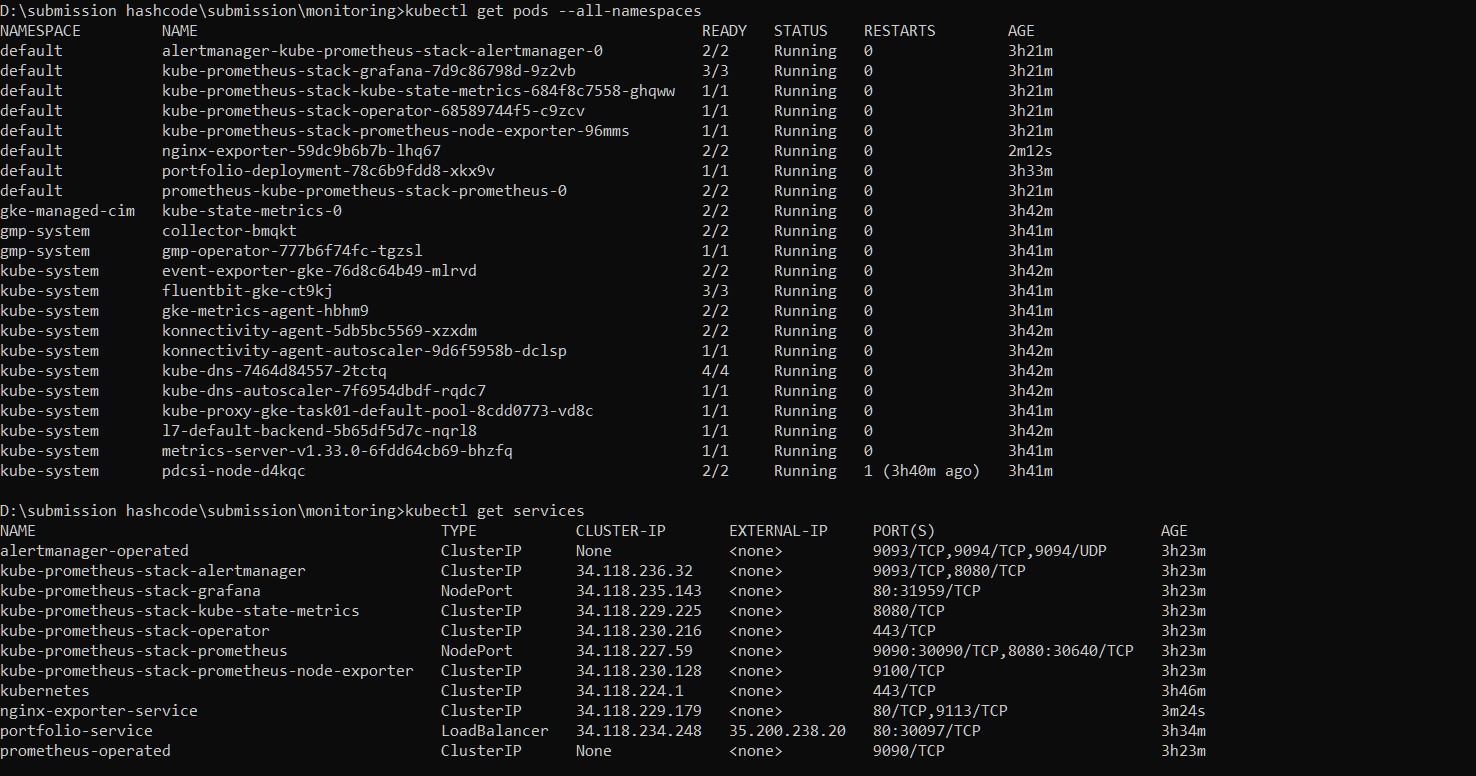 D:\submission hashcode\submission\monitoring>kubectl get pods --all-namespaces
NAMESPACE NAME READY STATUS RESTARTS AGE
default alertmanager-kube-prometheus-stack-alertmanager-0 2/2 Running 0 3h21m
default kube-prometheus-stack-grafana-7d9c86798d-9z2vb 3/3 Running 0 3h21m
default kube-prometheus-stack-kube-state-metrics-684f8c7558-ghqww 1/1 Running 0 3h21m
default kube-prometheus-stack-operator-68589744f5-c9zcv 1/1 Running 0 3h21m
default kube-prometheus-stack-prometheus-node-exporter-96mms 1/1 Running 0 3h21m
default nginx-exporter-59dc9b6b7b-lhq67 2/2 Running 0 2m12s
default portfolio-deployment-78c6b9fdd8-xkx9v 1/1 Running 0 3h33m
default prometheus-kube-prometheus-stack-prometheus-0 2/2 Running 0 3h21m
gke-managed-cim kube-state-metrics-0 2/2 Running 0 3h42m
gmp-system collector-bmqkt 2/2 Running 0 3h41m
gmp-system gmp-operator-777b6f74fc-tgzsl 1/1 Running 0 3h41m
kube-system event-exporter-gke-76d8c64b49-mlrvd 2/2 Running 0 3h42m
kube-system fluentbit-gke-ct9kj 3/3 Running 0 3h41m
kube-system gke-metrics-agent-hbhm9 2/2 Running 0 3h41m
kube-system konnectivity-agent-5db5bc5569-xzxdm 2/2 Running 0 3h42m
kube-system konnectivity-agent-autoscaler-9d6f5958b-dclsp 1/1 Running 0 3h42m
kube-system kube-dns-7464d84557-2tctq 4/4 Running 0 3h42m
kube-system kube-dns-autoscaler-7f6954dbdf-rqdc7 1/1 Running 0 3h42m
kube-system kube-proxy-gke-task01-default-pool-8cdd0773-vd8c 1/1 Running 0 3h41m
kube-system l7-default-backend-5b65df5d7c-nqrl8 1/1 Running 0 3h42m
kube-system metrics-server-v1.33.0-6fdd64cb69-bhzfq 1/1 Running 0 3h41m
kube-system pdcsi-node-d4kqc 2/2 Running 1 (3h40m ago) 3h41m
D:\submission hashcode\submission\monitoring>kubectl get services
NAME TYPE CLUSTER-IP EXTERNAL-IP PORT(S) AGE
alertmanager-operated ClusterIP None <none> 9093/TCP,9094/TCP,9094/UDP 3h23m
kube-prometheus-stack-alertmanager ClusterIP 34.118.236.32 <none> 9093/TCP,8080/TCP 3h23m
kube-prometheus-stack-grafana NodePort 34.118.235.143 <none> 80:31959/TCP 3h23m
kube-prometheus-stack-kube-state-metrics ClusterIP 34.118.229.225 <none> 8080/TCP 3h23m
kube-prometheus-stack-operator ClusterIP 34.118.230.216 <none> 443/TCP 3h23m
kube-prometheus-stack-prometheus NodePort 34.118.227.59 <none> 9090:30090/TCP,8080:30640/TCP 3h23m
kube-prometheus-stack-prometheus-node-exporter ClusterIP 34.118.230.128 <none> 9100/TCP 3h23m
kubernetes ClusterIP 34.118.224.1 <none> 443/TCP 3h46m
nginx-exporter-service ClusterIP 34.118.229.179 <none> 80/TCP,9113/TCP 3m24s
portfolio-service LoadBalancer 34.118.234.248 35.200.238.20 80:30097/TCP 3h34m
prometheus-operated ClusterIP None <none> 9090/TCP 3h23m